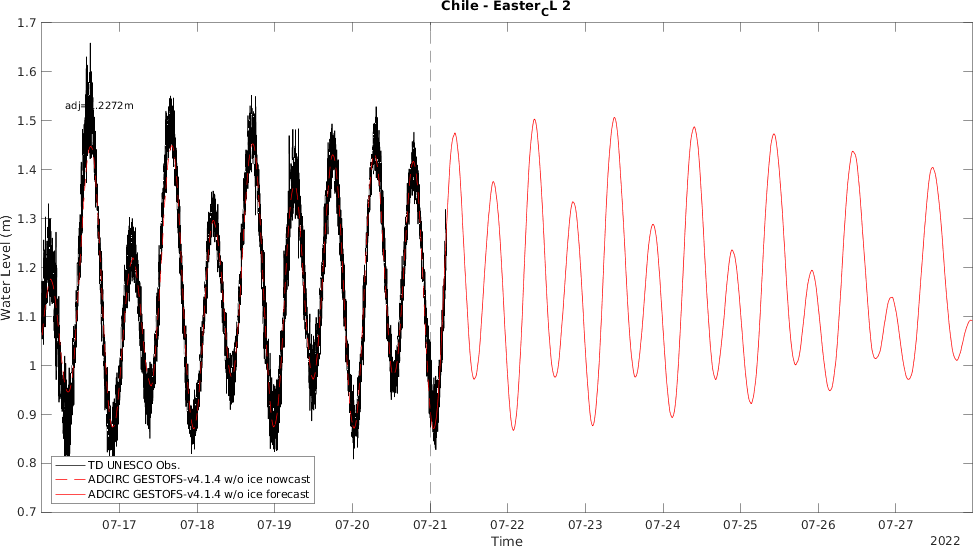 Chile - Easter_CL 2
1.7
1.6
1.5
1.4
1.3
1.2
1.1
1
0.9
0.8
0.7
Water Level (m)
.2272m
TD UNESCO Obs.
ADCIRC GESTOFS-v4.1.4 w/o ice nowcast
ADCIRC GESTOFS-v4.1.4 w/o ice forecast
07-17 07-18 07-19 07-20 07-21 07-22 07-23 07-24 07-25 07-26 07-27
Time
2022